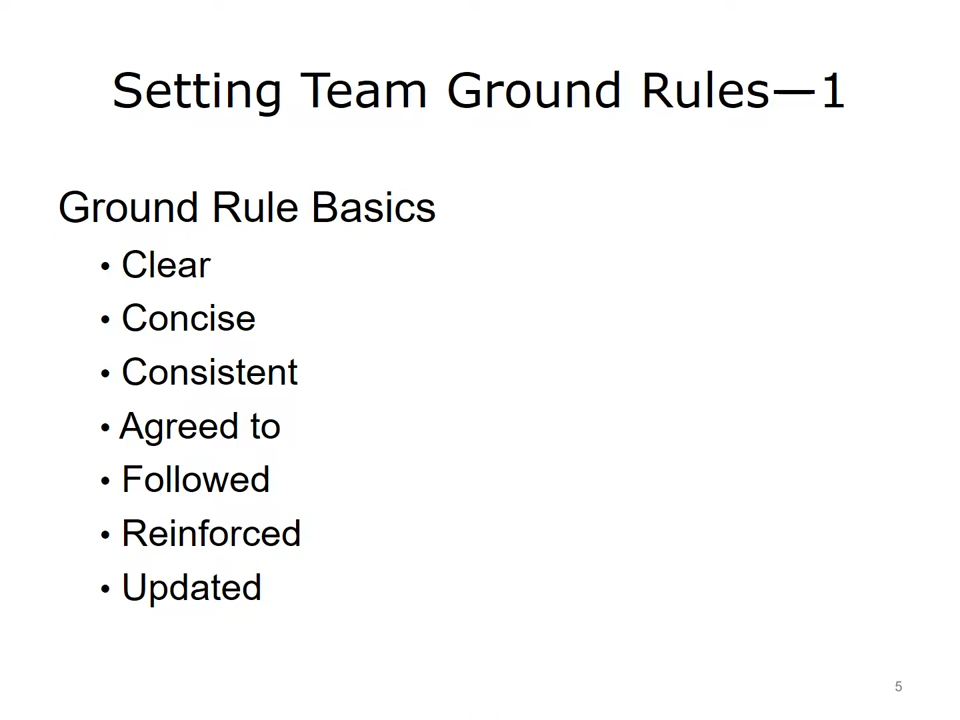 Setting Team Ground Rules—1
Ground Rule Basics
• Clear
• Concise
• Consistent
• Agreed to
• Followed
• Reinforced
• Updated
5